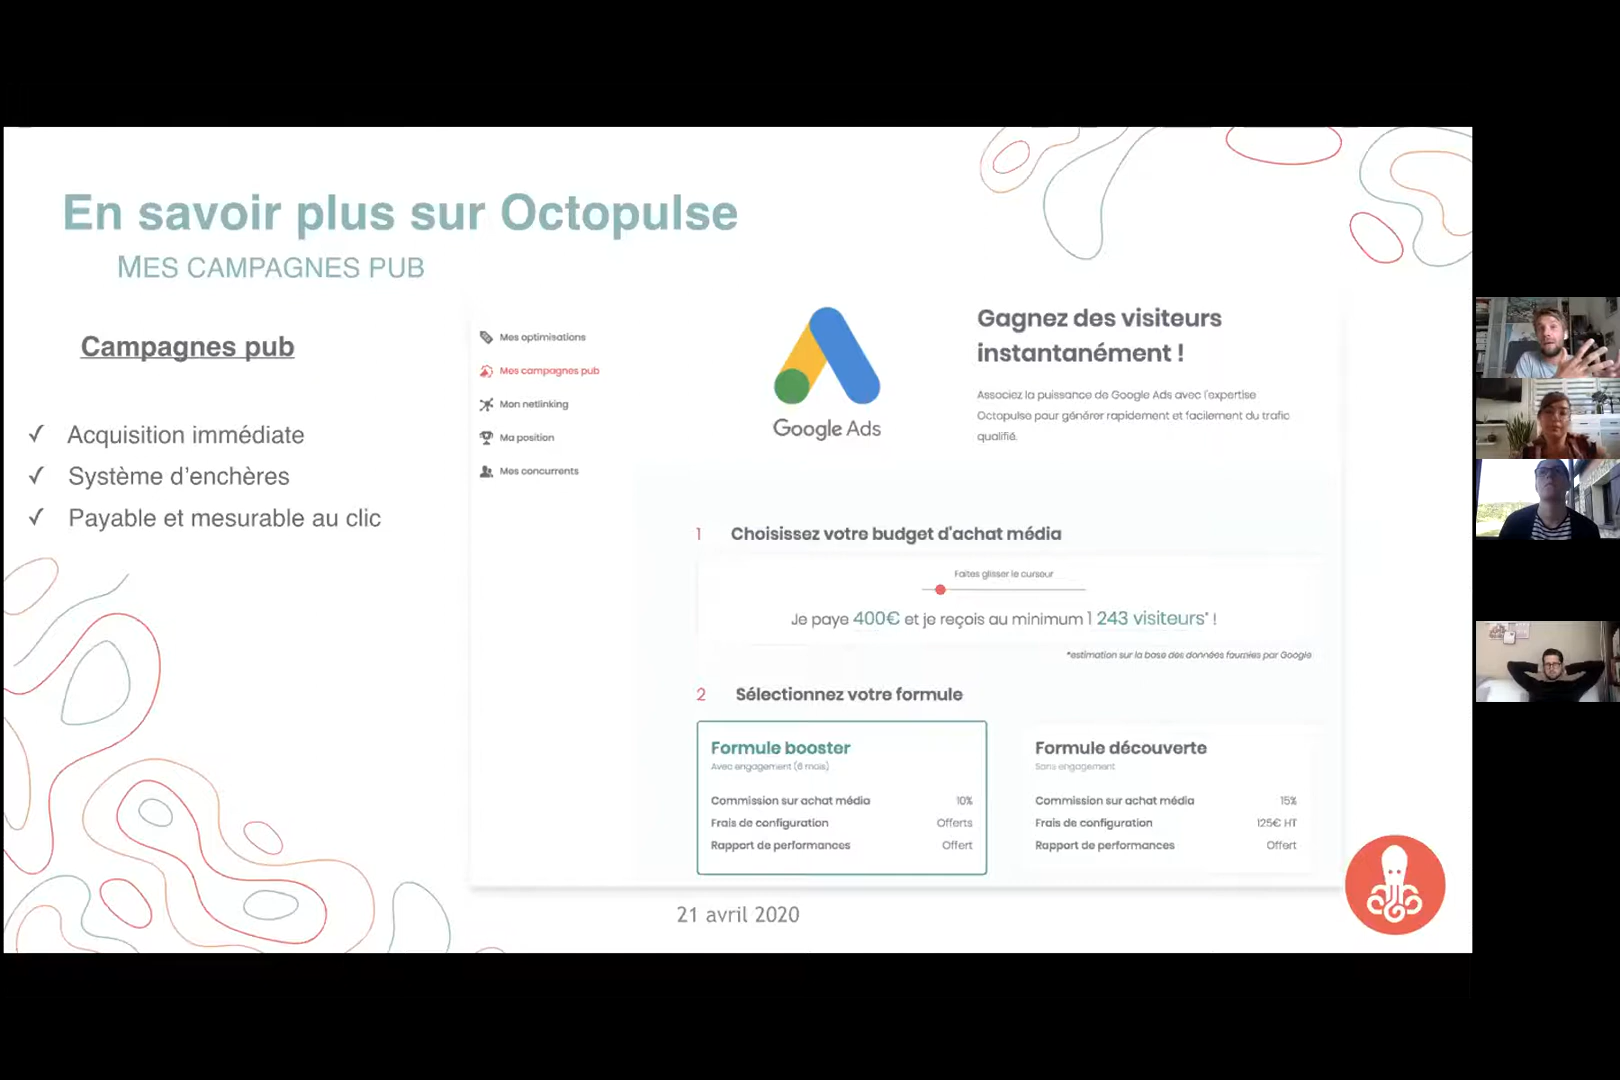 En savoir plus sur Octopulse
MES CAMPAGNES PUB
Campagnes pub
✓ Acquisition immédiate
✓ Système d’enchères
✓ Payable et mesurable au clic
Mes optimisations
Mes campagnes pub
Mon netlinking
Ma position
Mes concurrents
Google Ads
Gagnez des visiteurs
instantanément !
Associez la puissance de Google Ads avec l'expertise
Octopulse pour générer rapidement et facilement du trafic
qualifié.
1 Choisissez votre budget d'achat média
Faites glisser le curseur
Je paye 400€ et je reçois au minimum 1 243 visiteurs* !
*estimation sur la base des données fournies par Google
2 Sélectionnez votre formule
Formule booster
Avec engagement (6 mois)
Commission sur achat média 10%
Frais de configuration Offerts
Rapport de performances Offert
Formule découverte
Sans engagement
Commission sur achat média 15%
Frais de configuration 125€ HT
Rapport de performances Offert
21 avril 2020